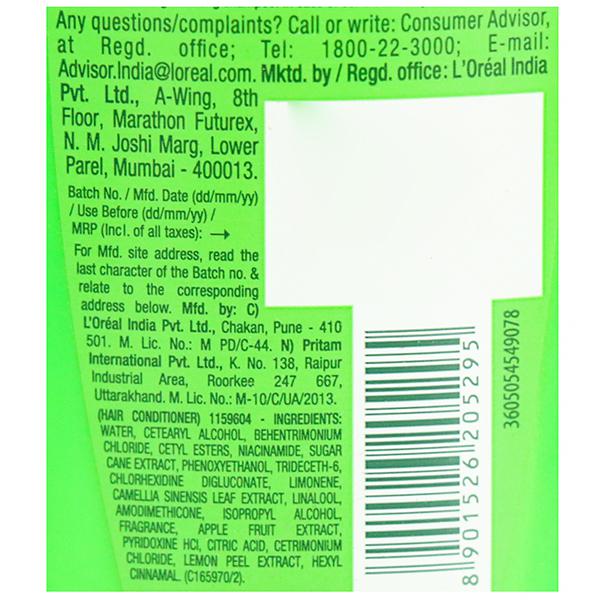 Any questions/complaints? Call or write: Consumer Advisor,
at Regd. office; Tel: 1800-22-3000; E-mail:
Advisor.India@loreal.com. Mktd. by / Regd. office: L'Oréal India
Pvt. Ltd., A-Wing, 8th
Floor, Marathon Futurex,
N. M. Joshi Marg, Lower
Parel, Mumbai - 400013.
Batch No. / Mfd. Date (dd/mm/yy)
/ Use Before (dd/mm/yy) /
MRP (Incl. of all taxes): →
For Mfd. site address, read the
last character of the Batch no. &
relate to the corresponding
address below. Mfd. by: C)
L'Oréal India Pvt. Ltd., Chakan, Pune - 410
501. M. Lic. No.: M PD/C-44. N) Pritam
International Pvt. Ltd., K. No. 138, Raipur
Industrial Area, Roorkee 247 667,
Uttarakhand. M. Lic. No.: M-10/C/UA/2013.
(HAIR CONDITIONER) 1159604 - INGREDIENTS:
WATER, CETEARYL ALCOHOL, BEHENTRIMONIUM
CHLORIDE, CETYL ESTERS, NIACINAMIDE, SUGAR
CANE EXTRACT, PHENOXYETHANOL, TRIDECETH-6,
CHLORHEXIDINE DIGLUCONATE, LIMONENE,
CAMELLIA SINENSIS LEAF EXTRACT, LINALOOL,
AMODIMETHICONE, ISOPROPYL ALCOHOL,
FRAGRANCE, APPLE FRUIT EXTRACT,
PYRIDOXINE HCl, CITRIC ACID, CETRIMONIUM
CHLORIDE, LEMON PEEL EXTRACT, HEXYL
CINNAMAL. (C165970/2).
8 901526 205295
3605054549078